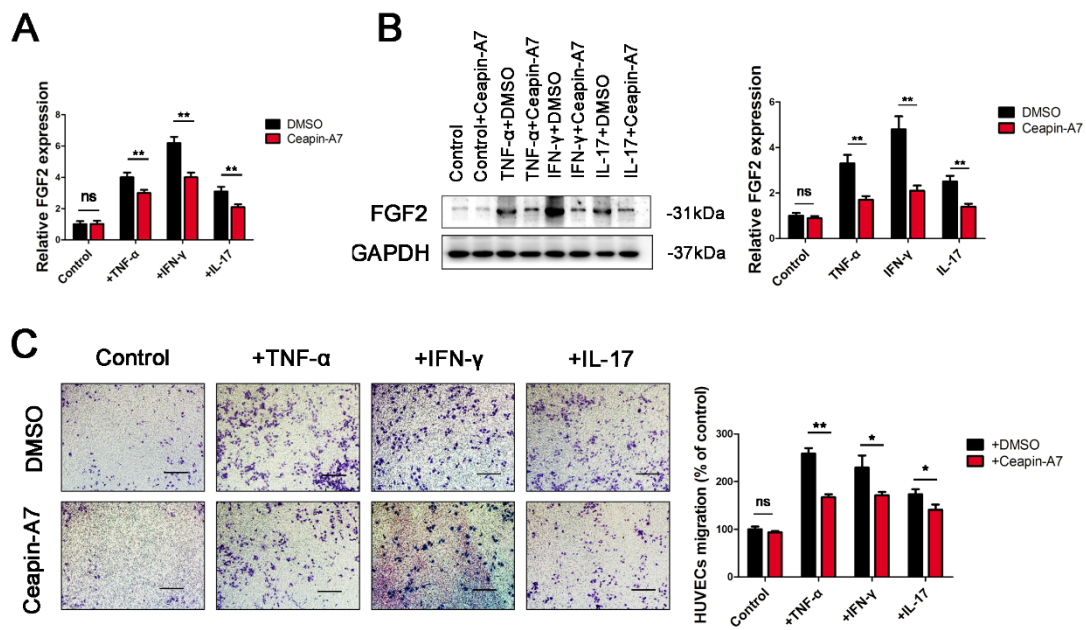 A
Relative FGF2 expression
8
6
4
2
0
ns
**
**
**
DMSO
Ceapin-A7
Control
+TNF-α
+IFN-γ
+IL-17
B
Control
Control+Ceapin-A7
TNF-α+DMSO
TNF-α+Ceapin-A7
IFN-γ+DMSO
IFN-γ+Ceapin-A7
IL-17+DMSO
IL-17+Ceapin-A7
FGF2
-31kDa
GAPDH
-37kDa
Relative FGF2 expression
6
4
2
0
ns
**
**
**
DMSO
Ceapin-A7
Control
TNF-α
IFN-γ
IL-17
C
Control
+TNF-α
+IFN-γ
+IL-17
DMSO
Ceapin-A7
HUVECs migration (% of control)
300
200
100
0
ns
**
*
*
+DMSO
+Ceapin-A7
Control
+TNF-α
+IFN-γ
+IL-17